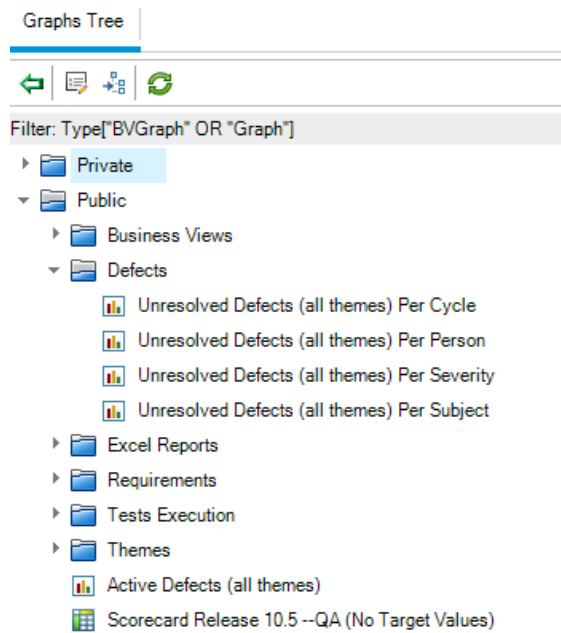 Graphs Tree
Filter: Type["BVGraph" OR "Graph"]
Private
Public
Business Views
Defects
Unresolved Defects (all themes) Per Cycle
Unresolved Defects (all themes) Per Person
Unresolved Defects (all themes) Per Severity
Unresolved Defects (all themes) Per Subject
Excel Reports
Requirements
Tests Execution
Themes
Active Defects (all themes)
Scorecard Release 10.5 --QA (No Target Values)